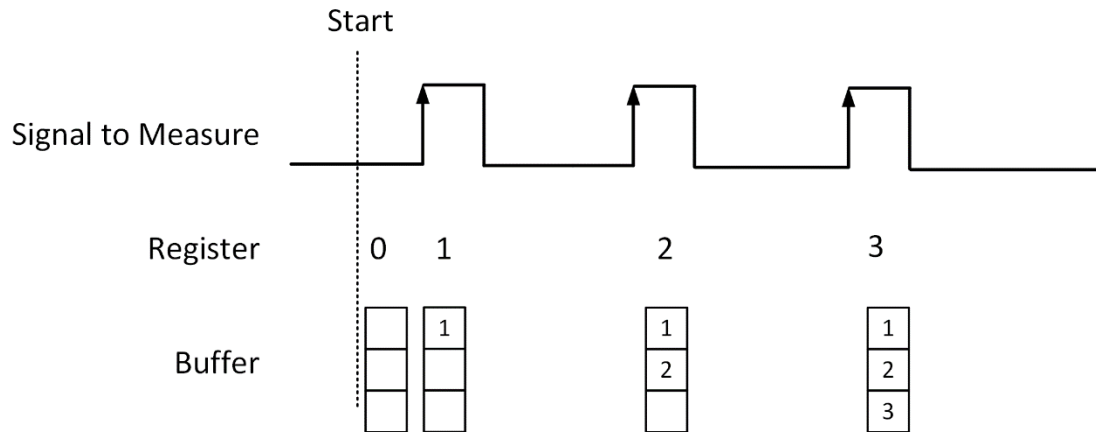 Start
Signal to Measure
Register 0 1 2 3
1 1 1
Buffer 2 2
3